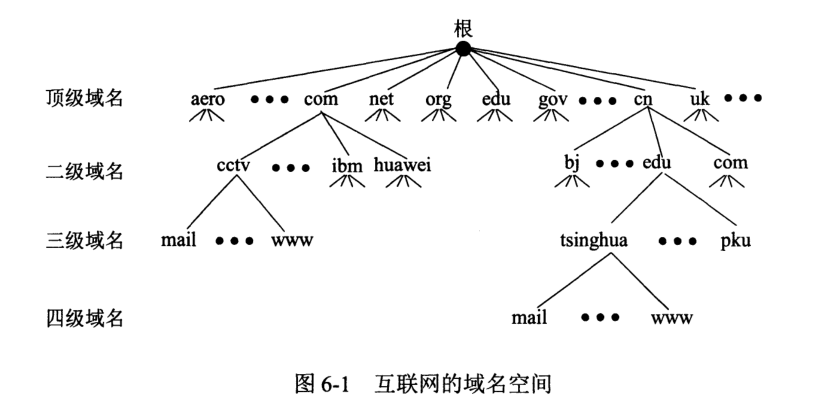 根
顶级域名 aero ••• com net org edu gov ••• cn uk •••
二级域名 cctv ••• ibm huawei bj ••• edu com
三级域名 mail ••• www tsinghua ••• pku
四级域名 mail ••• www
图 6-1 互联网的域名空间